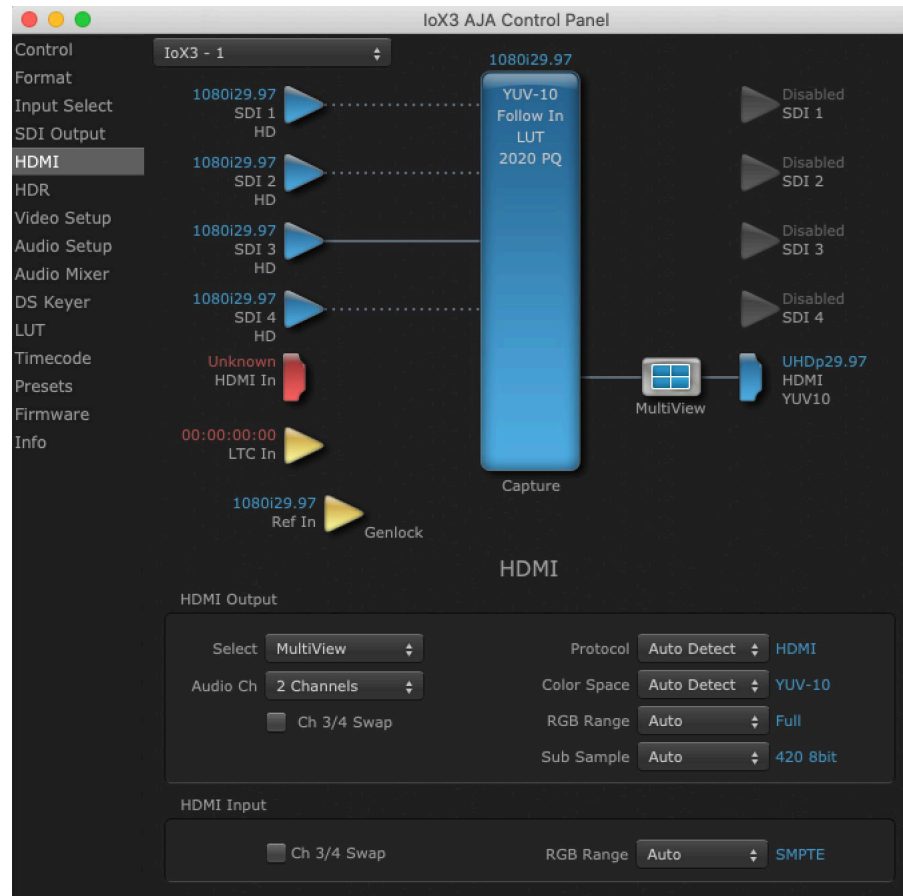 IoX3 AJA Control Panel
Control
Format
Input Select
SDI Output
HDMI
HDR
Video Setup
Audio Setup
Audio Mixer
DS Keyer
LUT
Timecode
Presets
Firmware
Info
IoX3 - 1
1080i29.97
SDI 1
HD
1080i29.97
SDI 2
HD
1080i29.97
SDI 3
HD
1080i29.97
SDI 4
HD
Unknown
HDMI In
00:00:00:00
LTC In
1080i29.97
Ref In
Genlock
1080i29.97
YUV-10
Follow In
LUT
2020 PQ
Capture
Disabled
SDI 1
Disabled
SDI 2
Disabled
SDI 3
Disabled
SDI 4
MultiView
UHDp29.97
HDMI
YUV10
HDMI
HDMI Output
Select MultiView
Audio Ch 2 Channels
Ch 3/4 Swap
Protocol Auto Detect HDMI
Color Space Auto Detect YUV-10
RGB Range Auto Full
Sub Sample Auto 420 8bit
HDMI Input
Ch 3/4 Swap
RGB Range Auto SMPTE